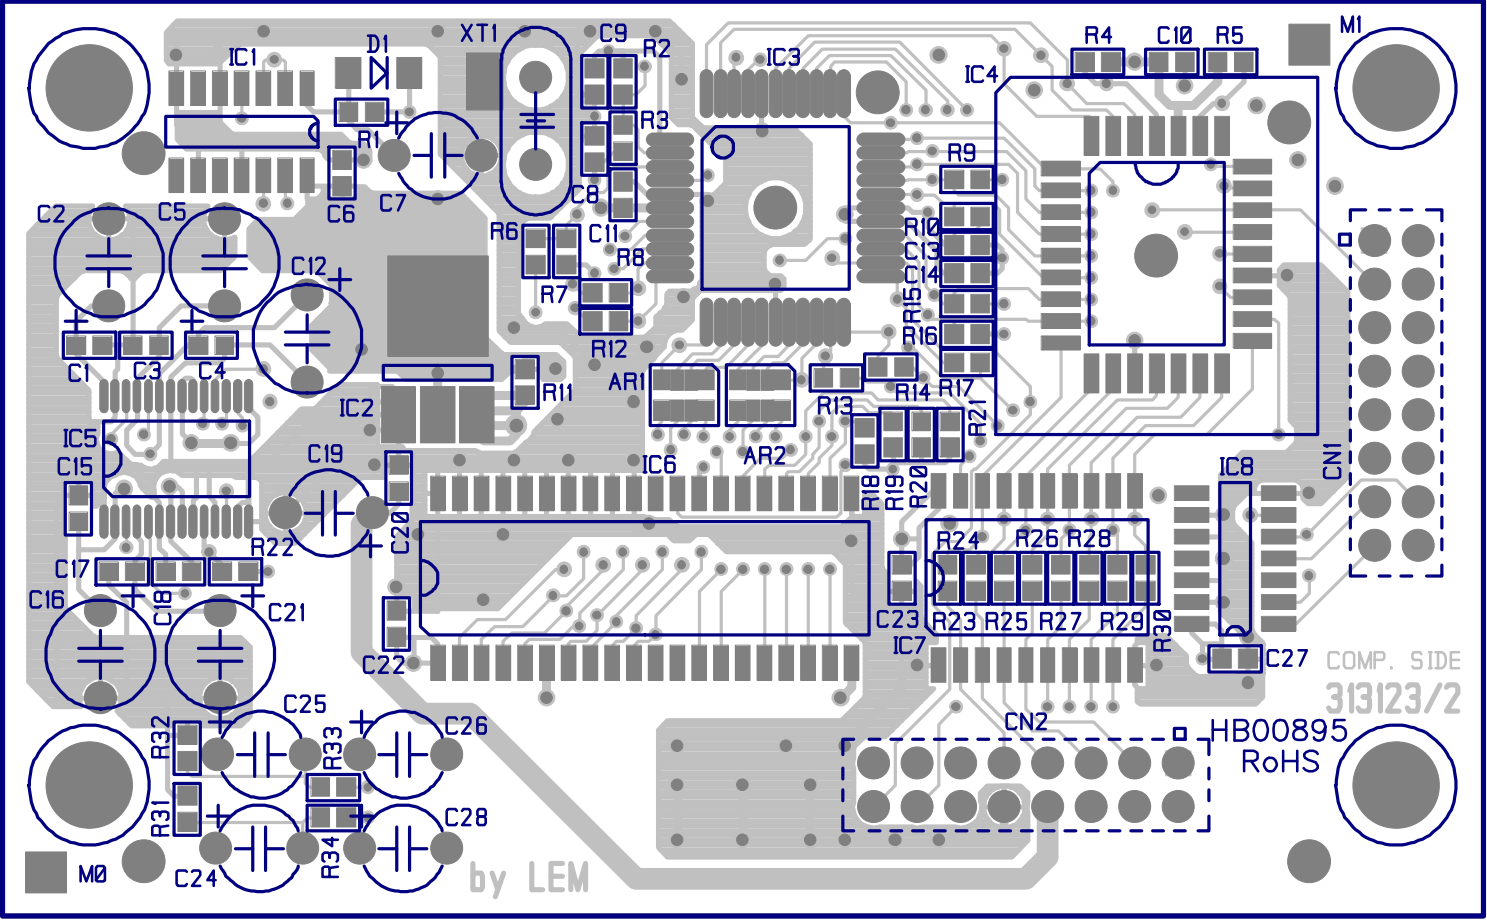 XT1
C9
M1
D1
R2
R4
C10
R5
IC1
IC3
IC4
R3
R1
R9
C2
C5
C6
C7
C8
R6
C11
R10
C12
R8
C13
C14
R7
R15
R16
C1
C3
C4
R12
R17
IC2
R11
AR1
R13
R14
R21
IC5
C19
AR2
IC6
CN1
C15
IC8
C20
R18
R19
R20
R22
R24
R26
R28
C17
C16
C18
C21
C23
R23
R25
R27
R29
R30
C22
IC7
C27
COMP. SIDE
313123/2
C25
C26
CN2
HB00895
R32
R33
RoHS
R31
C28
R34
M0
C24
by LEM